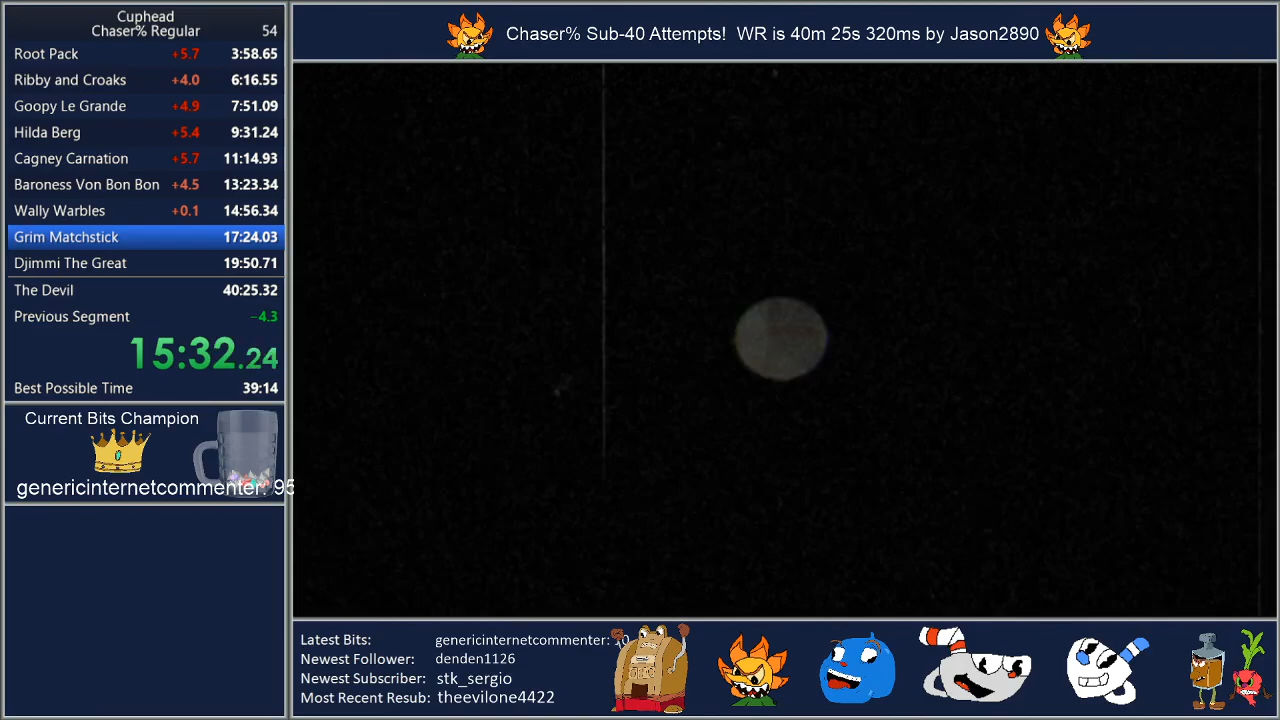 Cuphead
Chaser% Regular 54
Root Pack +5.7 3:58.65
Ribby and Croaks +4.0 6:16.55
Goopy Le Grande +4.9 7:51.09
Hilda Berg +5.4 9:31.24
Cagney Carnation +5.7 11:14.93
Baroness Von Bon Bon +4.5 13:23.34
Wally Warbles +0.1 14:56.34
Grim Matchstick 17:24.03
Djimmi The Great 19:50.71
The Devil 40:25.32
Previous Segment −4.3
15:32.24
Best Possible Time 39:14
Current Bits Champion
genericinternetcommenter: 95
Chaser% Sub-40 Attempts! WR is 40m 25s 320ms by Jason2890
Latest Bits: genericinternetcommenter:
Newest Follower: denden1126
Newest Subscriber: stk_sergio
Most Recent Resub: theevilone4422